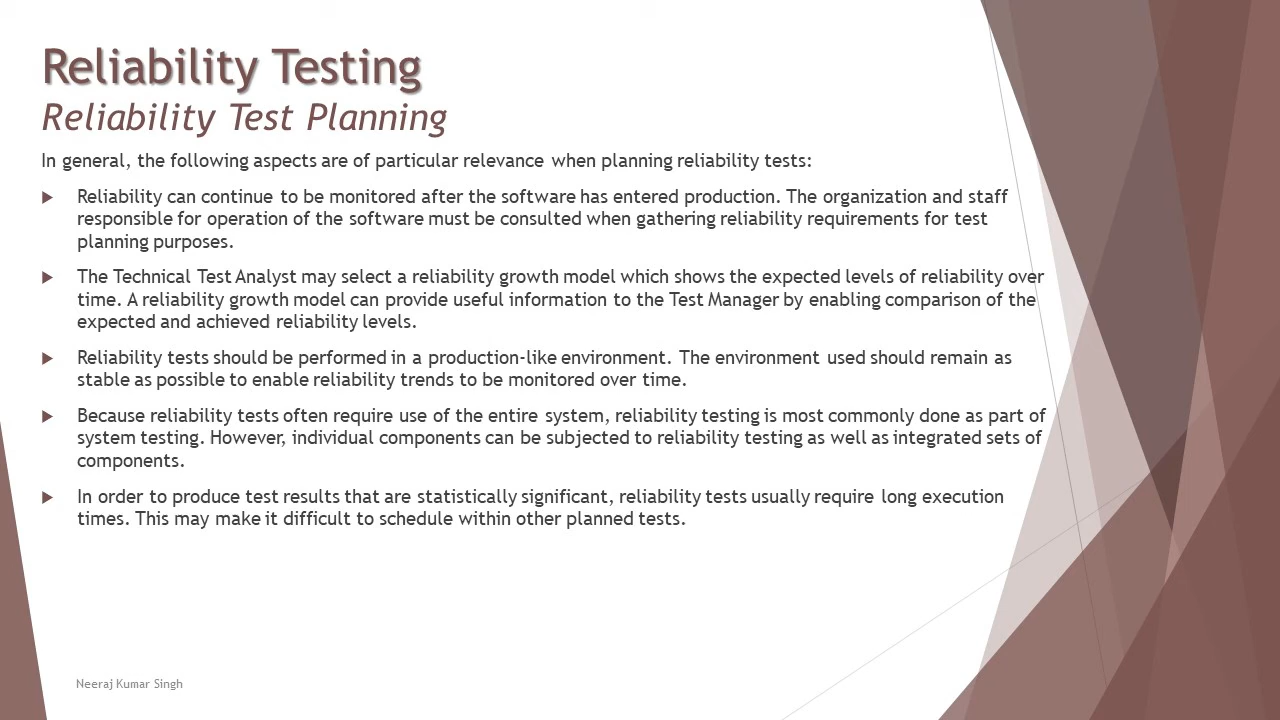 Reliability Testing
Reliability Test Planning
In general, the following aspects are of particular relevance when planning reliability tests:
Reliability can continue to be monitored after the software has entered production. The organization and staff
responsible for operation of the software must be consulted when gathering reliability requirements for test
planning purposes.
The Technical Test Analyst may select a reliability growth model which shows the expected levels of reliability over
time. A reliability growth model can provide useful information to the Test Manager by enabling comparison of the
expected and achieved reliability levels.
Reliability tests should be performed in a production-like environment. The environment used should remain as
stable as possible to enable reliability trends to be monitored over time.
Because reliability tests often require use of the entire system, reliability testing is most commonly done as part of
system testing. However, individual components can be subjected to reliability testing as well as integrated sets of
components.
In order to produce test results that are statistically significant, reliability tests usually require long execution
times. This may make it difficult to schedule within other planned tests.
Neeraj Kumar Singh